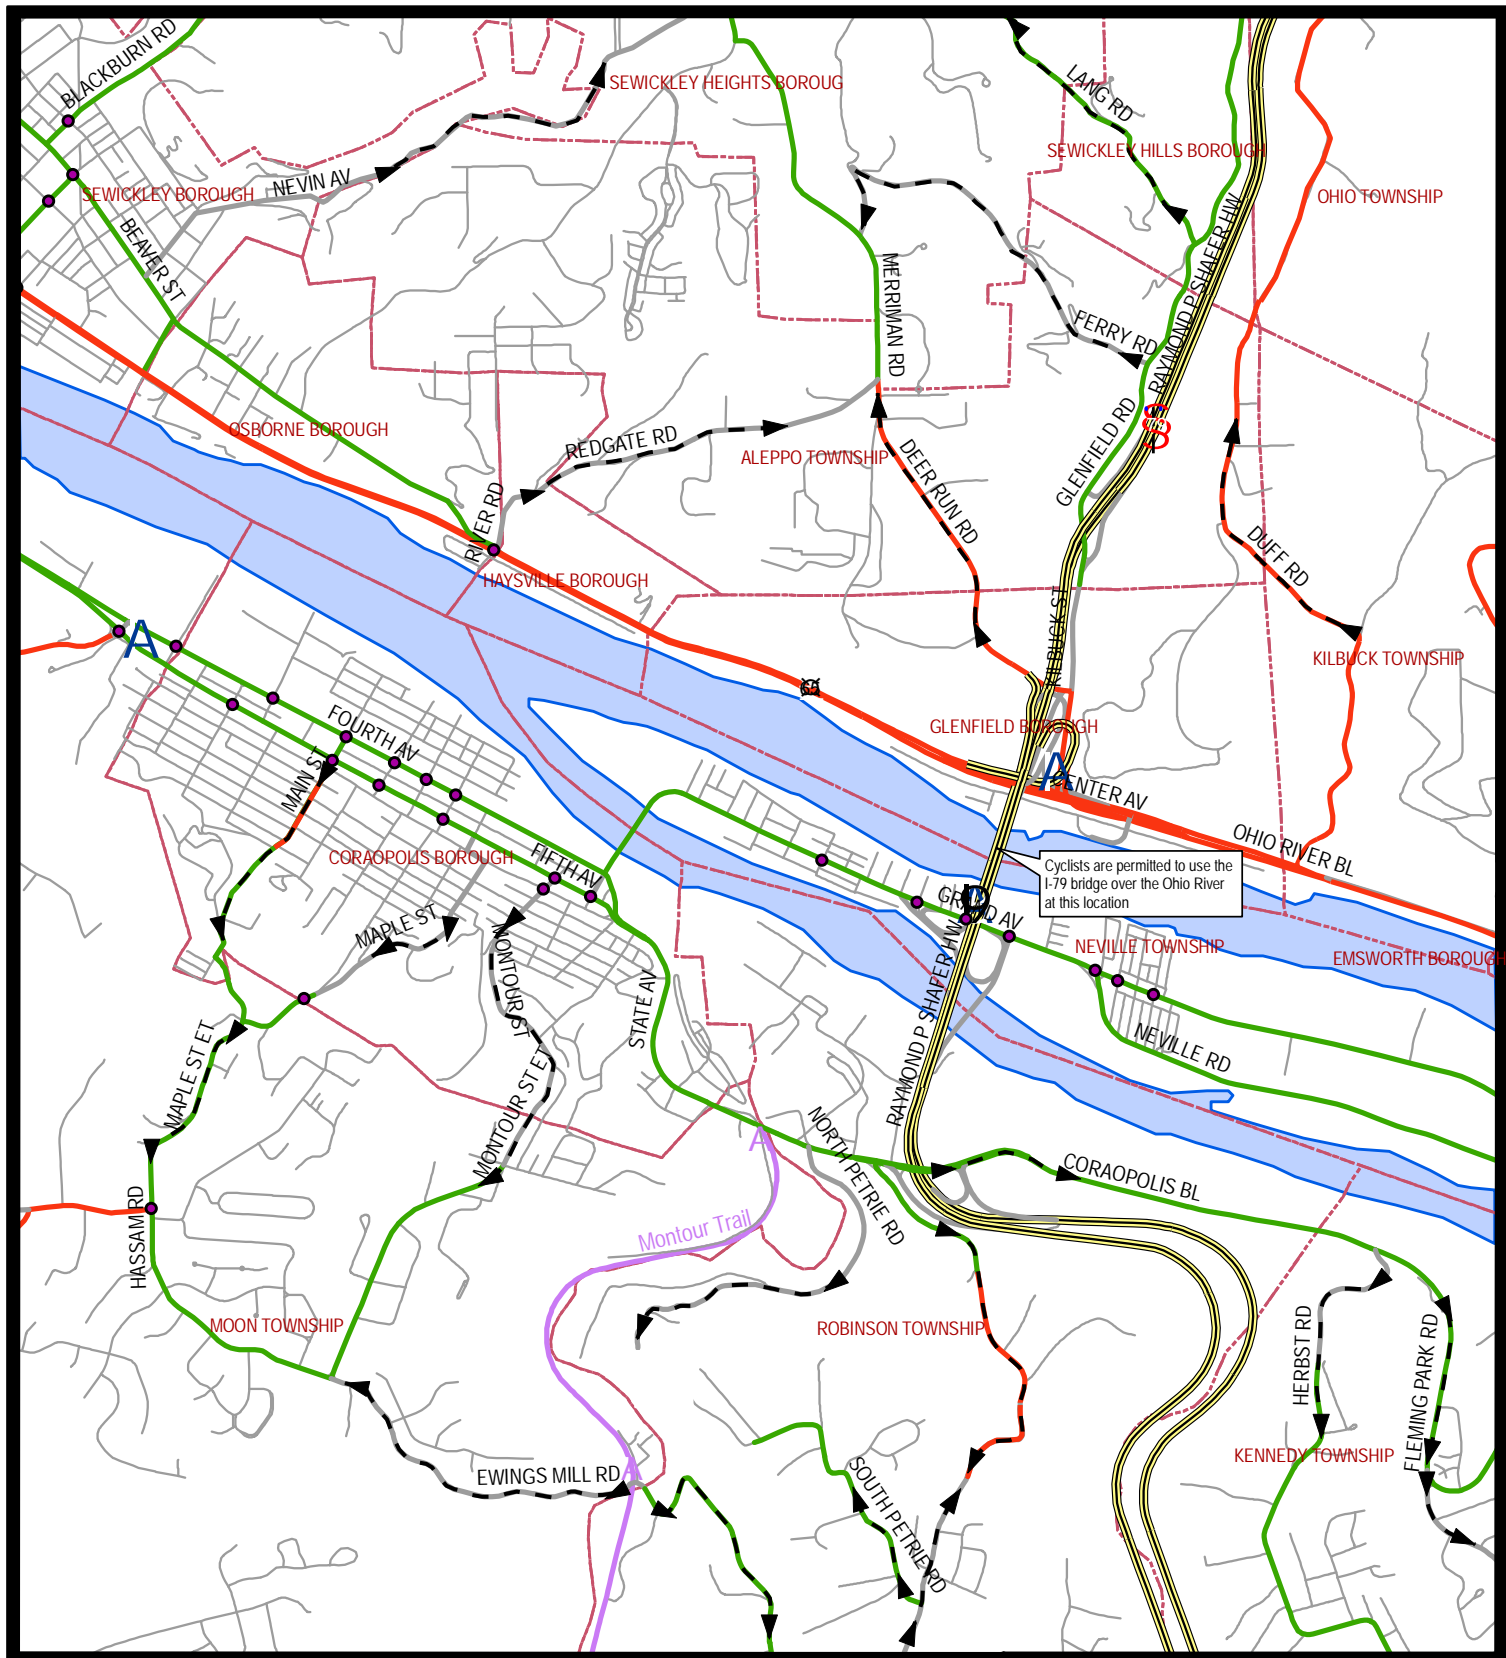 BLACKBURN RD
SEWICKLEY HEIGHTS BOROUG
LANG RD
SEWICKLEY HILLS BOROUGH
SEWICKLEY BOROUGH
NEVIN AV
OHIO TOWNSHIP
BEAVER ST
MERRIMAN RD
RAYMOND P SHAFER HW
FERRY RD
OSBORNE BOROUGH
REDGATE RD
ALEPPO TOWNSHIP
GLENFIELD RD
DEER RUN RD
RIVER RD
DUFF RD
HAYSVILLE BOROUGH
KILBUCK ST
A
KILBUCK TOWNSHIP
65
FOURTH AV
GLENFIELD BOROUGH
MAIN ST
A
CENTER AV
OHIO RIVER BL
CORAOPOLIS BOROUGH
FIFTH AV
Cyclists are permitted to use the
I-79 bridge over the Ohio River
at this location
GRAND AV
MAPLE ST
NEVILLE TOWNSHIP
EMSWORTH BOROUGH
MONTOUR ST
STATE AV
RAYMOND P SHAFER HW
NEVILLE RD
MAPLE ST ET
MONTOUR ST ET
A
NORTH PETRIE RD
CORAOPOLIS BL
HASSAM RD
Montour Trail
MOON TOWNSHIP
ROBINSON TOWNSHIP
HERBST RD
FLEMING PARK RD
KENNEDY TOWNSHIP
EWINGS MILL RD
A
SOUTH PETRIE RD